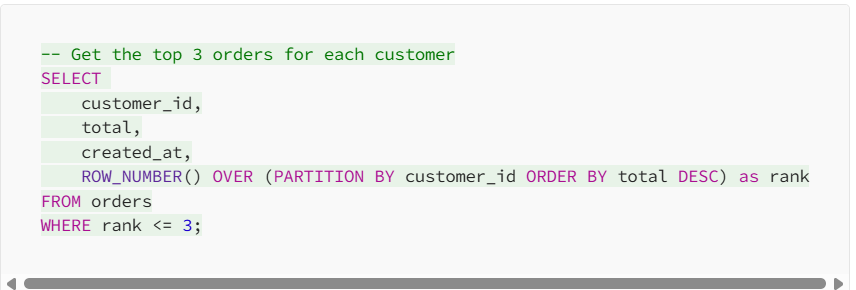 -- Get the top 3 orders for each customer
SELECT
    customer_id,
    total,
    created_at,
    ROW_NUMBER() OVER (PARTITION BY customer_id ORDER BY total DESC) as rank
FROM orders
WHERE rank <= 3;